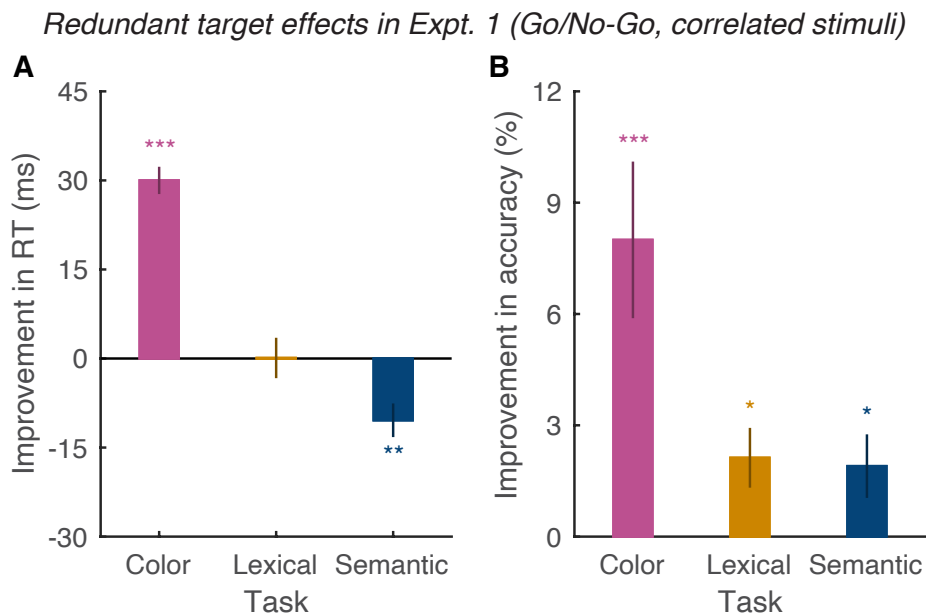 Redundant target effects in Expt. 1 (Go/No-Go, correlated stimuli)
A
Improvement in RT (ms)
45
30
15
0
-15
-30
***
**
Color Lexical Semantic
Task
B
Improvement in accuracy (%)
12
9
6
3
0
***
*
*
Color Lexical Semantic
Task